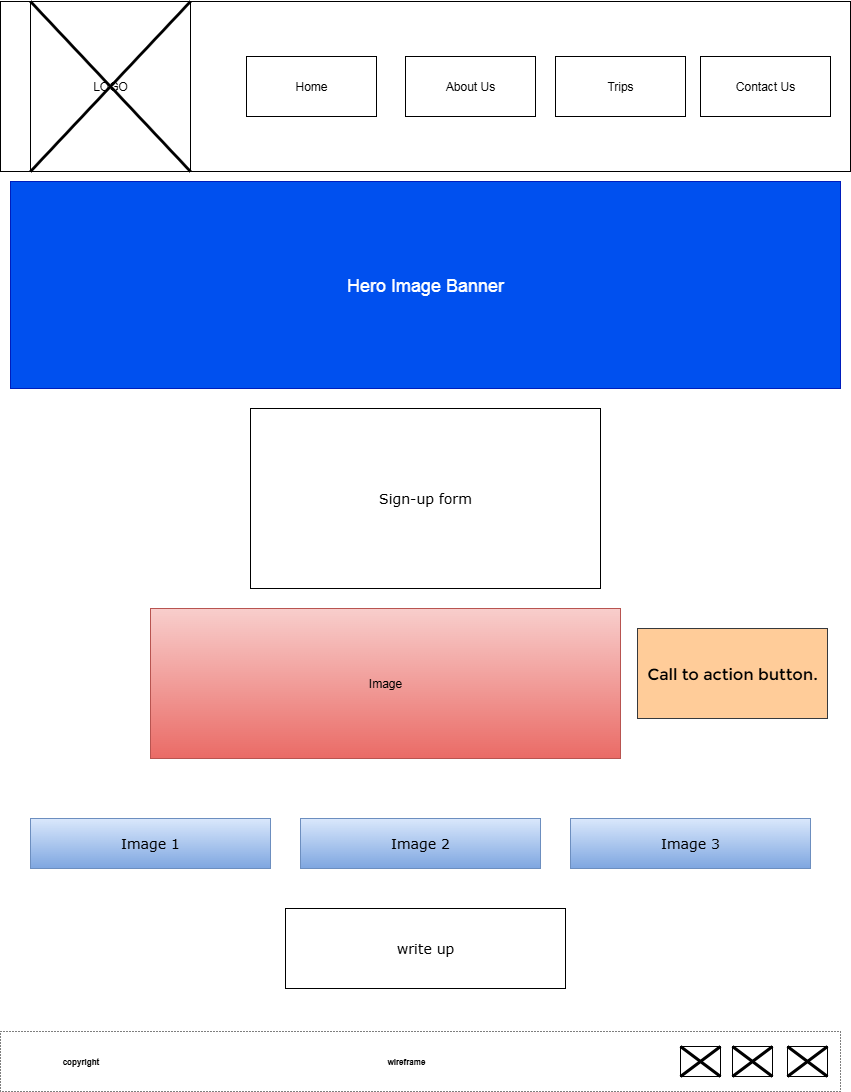 LOGO
Home
About Us
Trips
Contact Us
Hero Image Banner
Sign-up form
Image
Call to action button.
Image 1
Image 2
Image 3
write up
copyright
wireframe